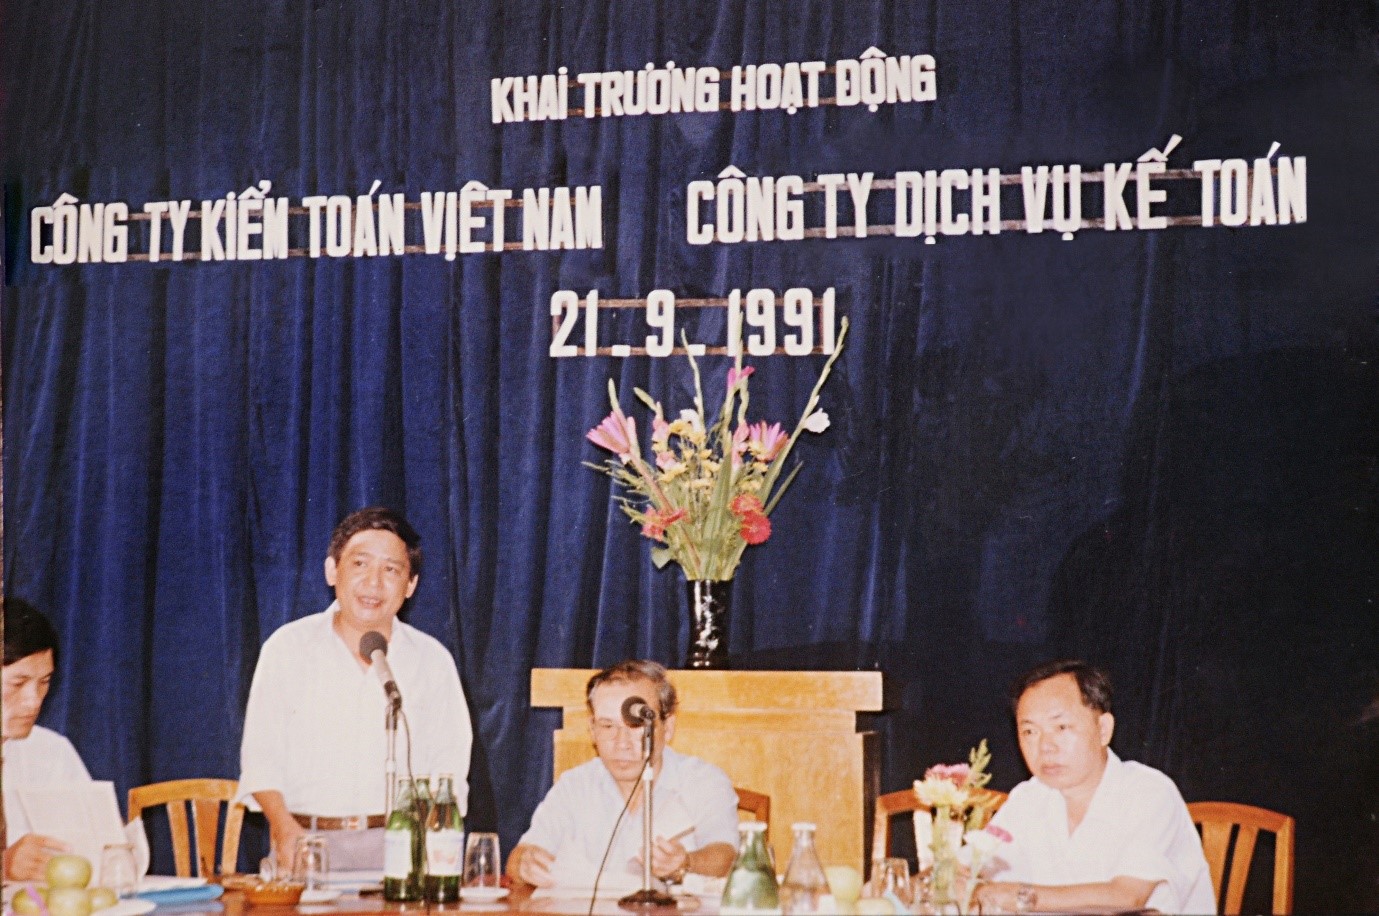 KHAI TRƯƠNG HOẠT ĐỘNG
CÔNG TY KIỂM TOÁN VIỆT NAM CÔNG TY DỊCH VỤ KẾ TOÁN
21_9_1991